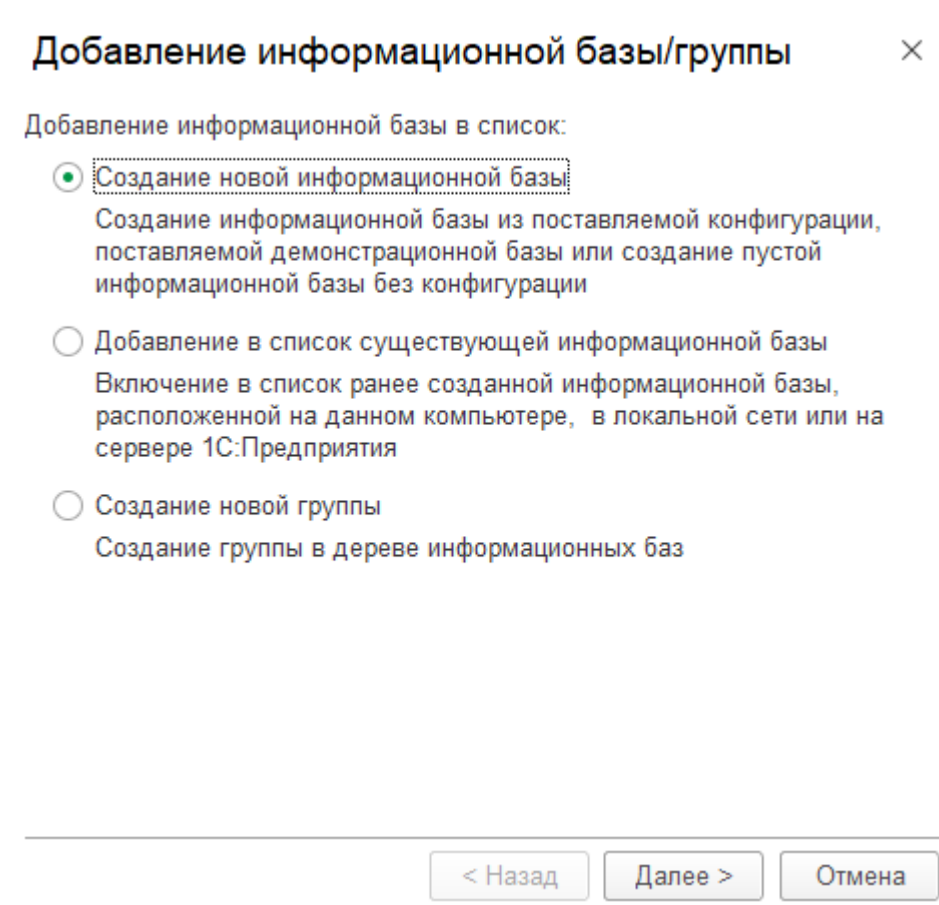 Добавление информационной базы/группы
Добавление информационной базы в список:
Создание новой информационной базы
Создание информационной базы из поставляемой конфигурации,
поставляемой демонстрационной базы или создание пустой
информационной базы без конфигурации
Добавление в список существующей информационной базы
Включение в список ранее созданной информационной базы,
расположенной на данном компьютере, в локальной сети или на
сервере 1С:Предприятия
Создание новой группы
Создание группы в дереве информационных баз
< Назад
Далее >
Отмена